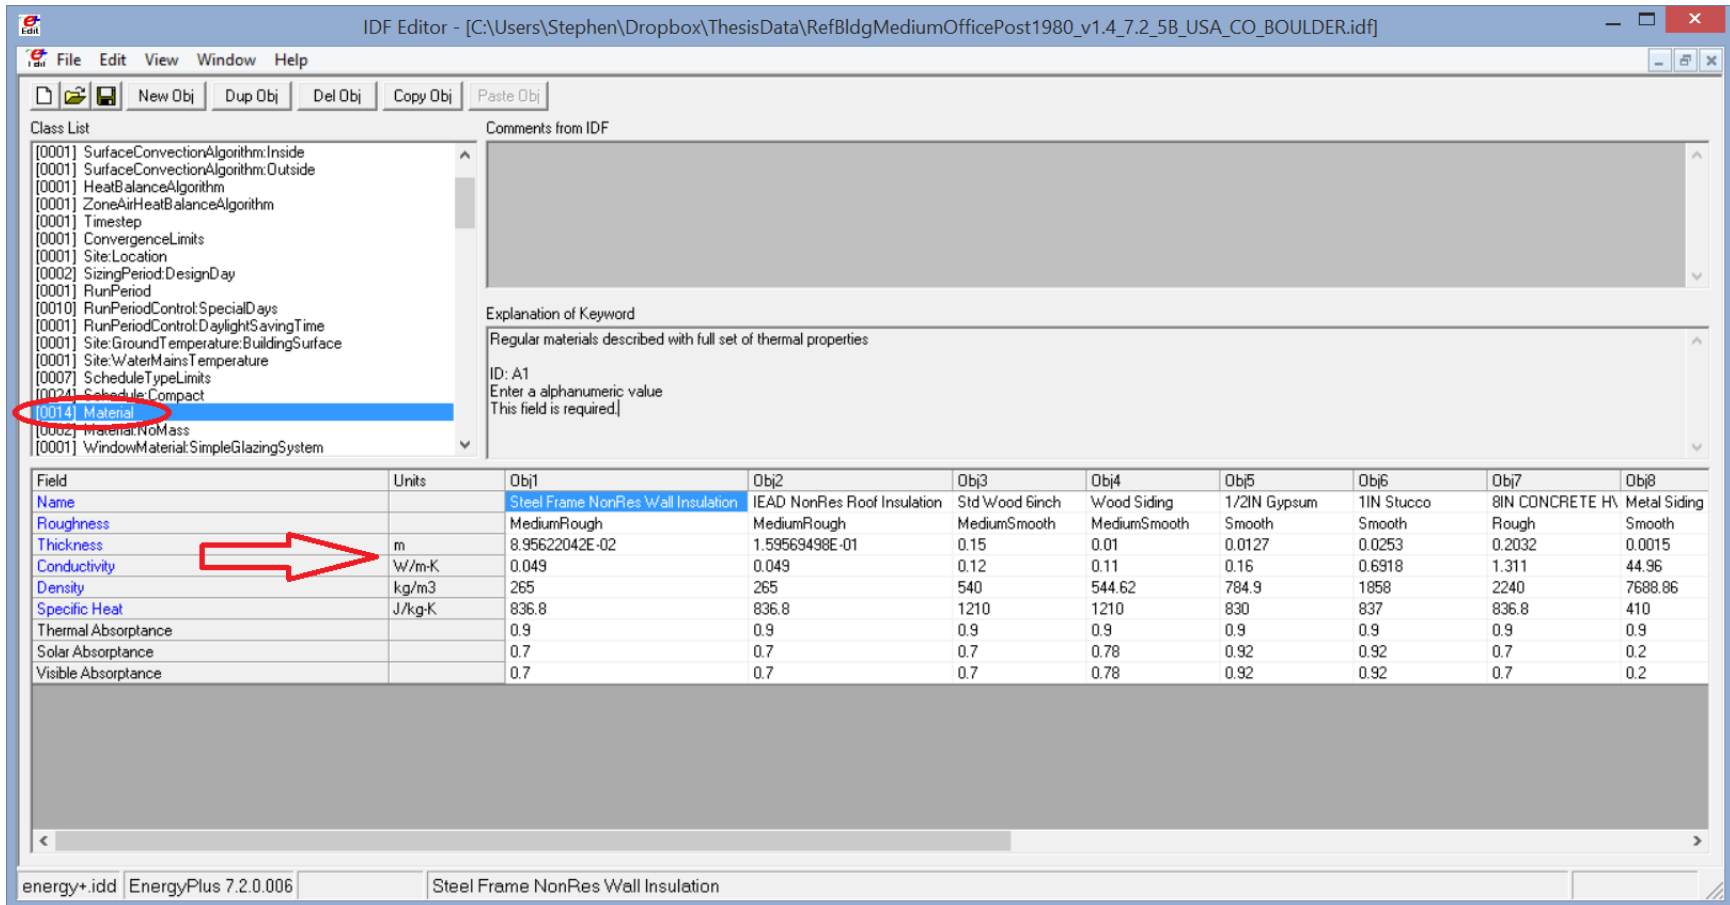 IDF Editor - [C:\Users\Stephen\Dropbox\ThesisData\RefBldgMediumOfficePost1980_v1.4_7.2_5B_USA_CO_BOULDER.idf]
File Edit View Window Help
New Obj Dup Obj Del Obj Copy Obj Paste Obj
Class List
[0001] SurfaceConvectionAlgorithm:Inside
[0001] SurfaceConvectionAlgorithm:Outside
[0001] HeatBalanceAlgorithm
[0001] ZoneAirHeatBalanceAlgorithm
[0001] Timestep
[0001] ConvergenceLimits
[0001] Site:Location
[0002] SizingPeriod:DesignDay
[0001] RunPeriod
[0010] RunPeriodControl:SpecialDays
[0001] RunPeriodControl:DaylightSavingTime
[0001] Site:GroundTemperature:BuildingSurface
[0001] Site:WaterMainsTemperature
[0007] ScheduleTypeLimits
[0024] Schedule:Compact
[0014] Material
[0002] Material:NoMass
[0001] WindowMaterial:SimpleGlazingSystem
Comments from IDF
Explanation of Keyword
Regular materials described with full set of thermal properties
ID: A1
Enter a alphanumeric value
This field is required.
Field Units Obj1 Obj2 Obj3 Obj4 Obj5 Obj6 Obj7 Obj8
Name Steel Frame NonRes Wall Insulation IEAD NonRes Roof Insulation Std Wood 6inch Wood Siding 1/2IN Gypsum 1IN Stucco 8IN CONCRETE H Metal Siding
Roughness MediumRough MediumRough MediumSmooth MediumSmooth Smooth Smooth Rough Smooth
Thickness m 8.95622042E-02 1.59569498E-01 0.15 0.01 0.0127 0.0253 0.2032 0.0015
Conductivity W/m-K 0.049 0.049 0.12 0.11 0.16 0.6918 1.311 44.96
Density kg/m3 265 265 540 544.62 784.9 1858 2240 7688.86
Specific Heat J/kg-K 836.8 836.8 1210 1210 830 837 836.8 410
Thermal Absorptance 0.9 0.9 0.9 0.9 0.9 0.9 0.9 0.9
Solar Absorptance 0.7 0.7 0.7 0.78 0.92 0.92 0.7 0.2
Visible Absorptance 0.7 0.7 0.7 0.78 0.92 0.92 0.7 0.2
energy+.idd EnergyPlus 7.2.0.006 Steel Frame NonRes Wall Insulation